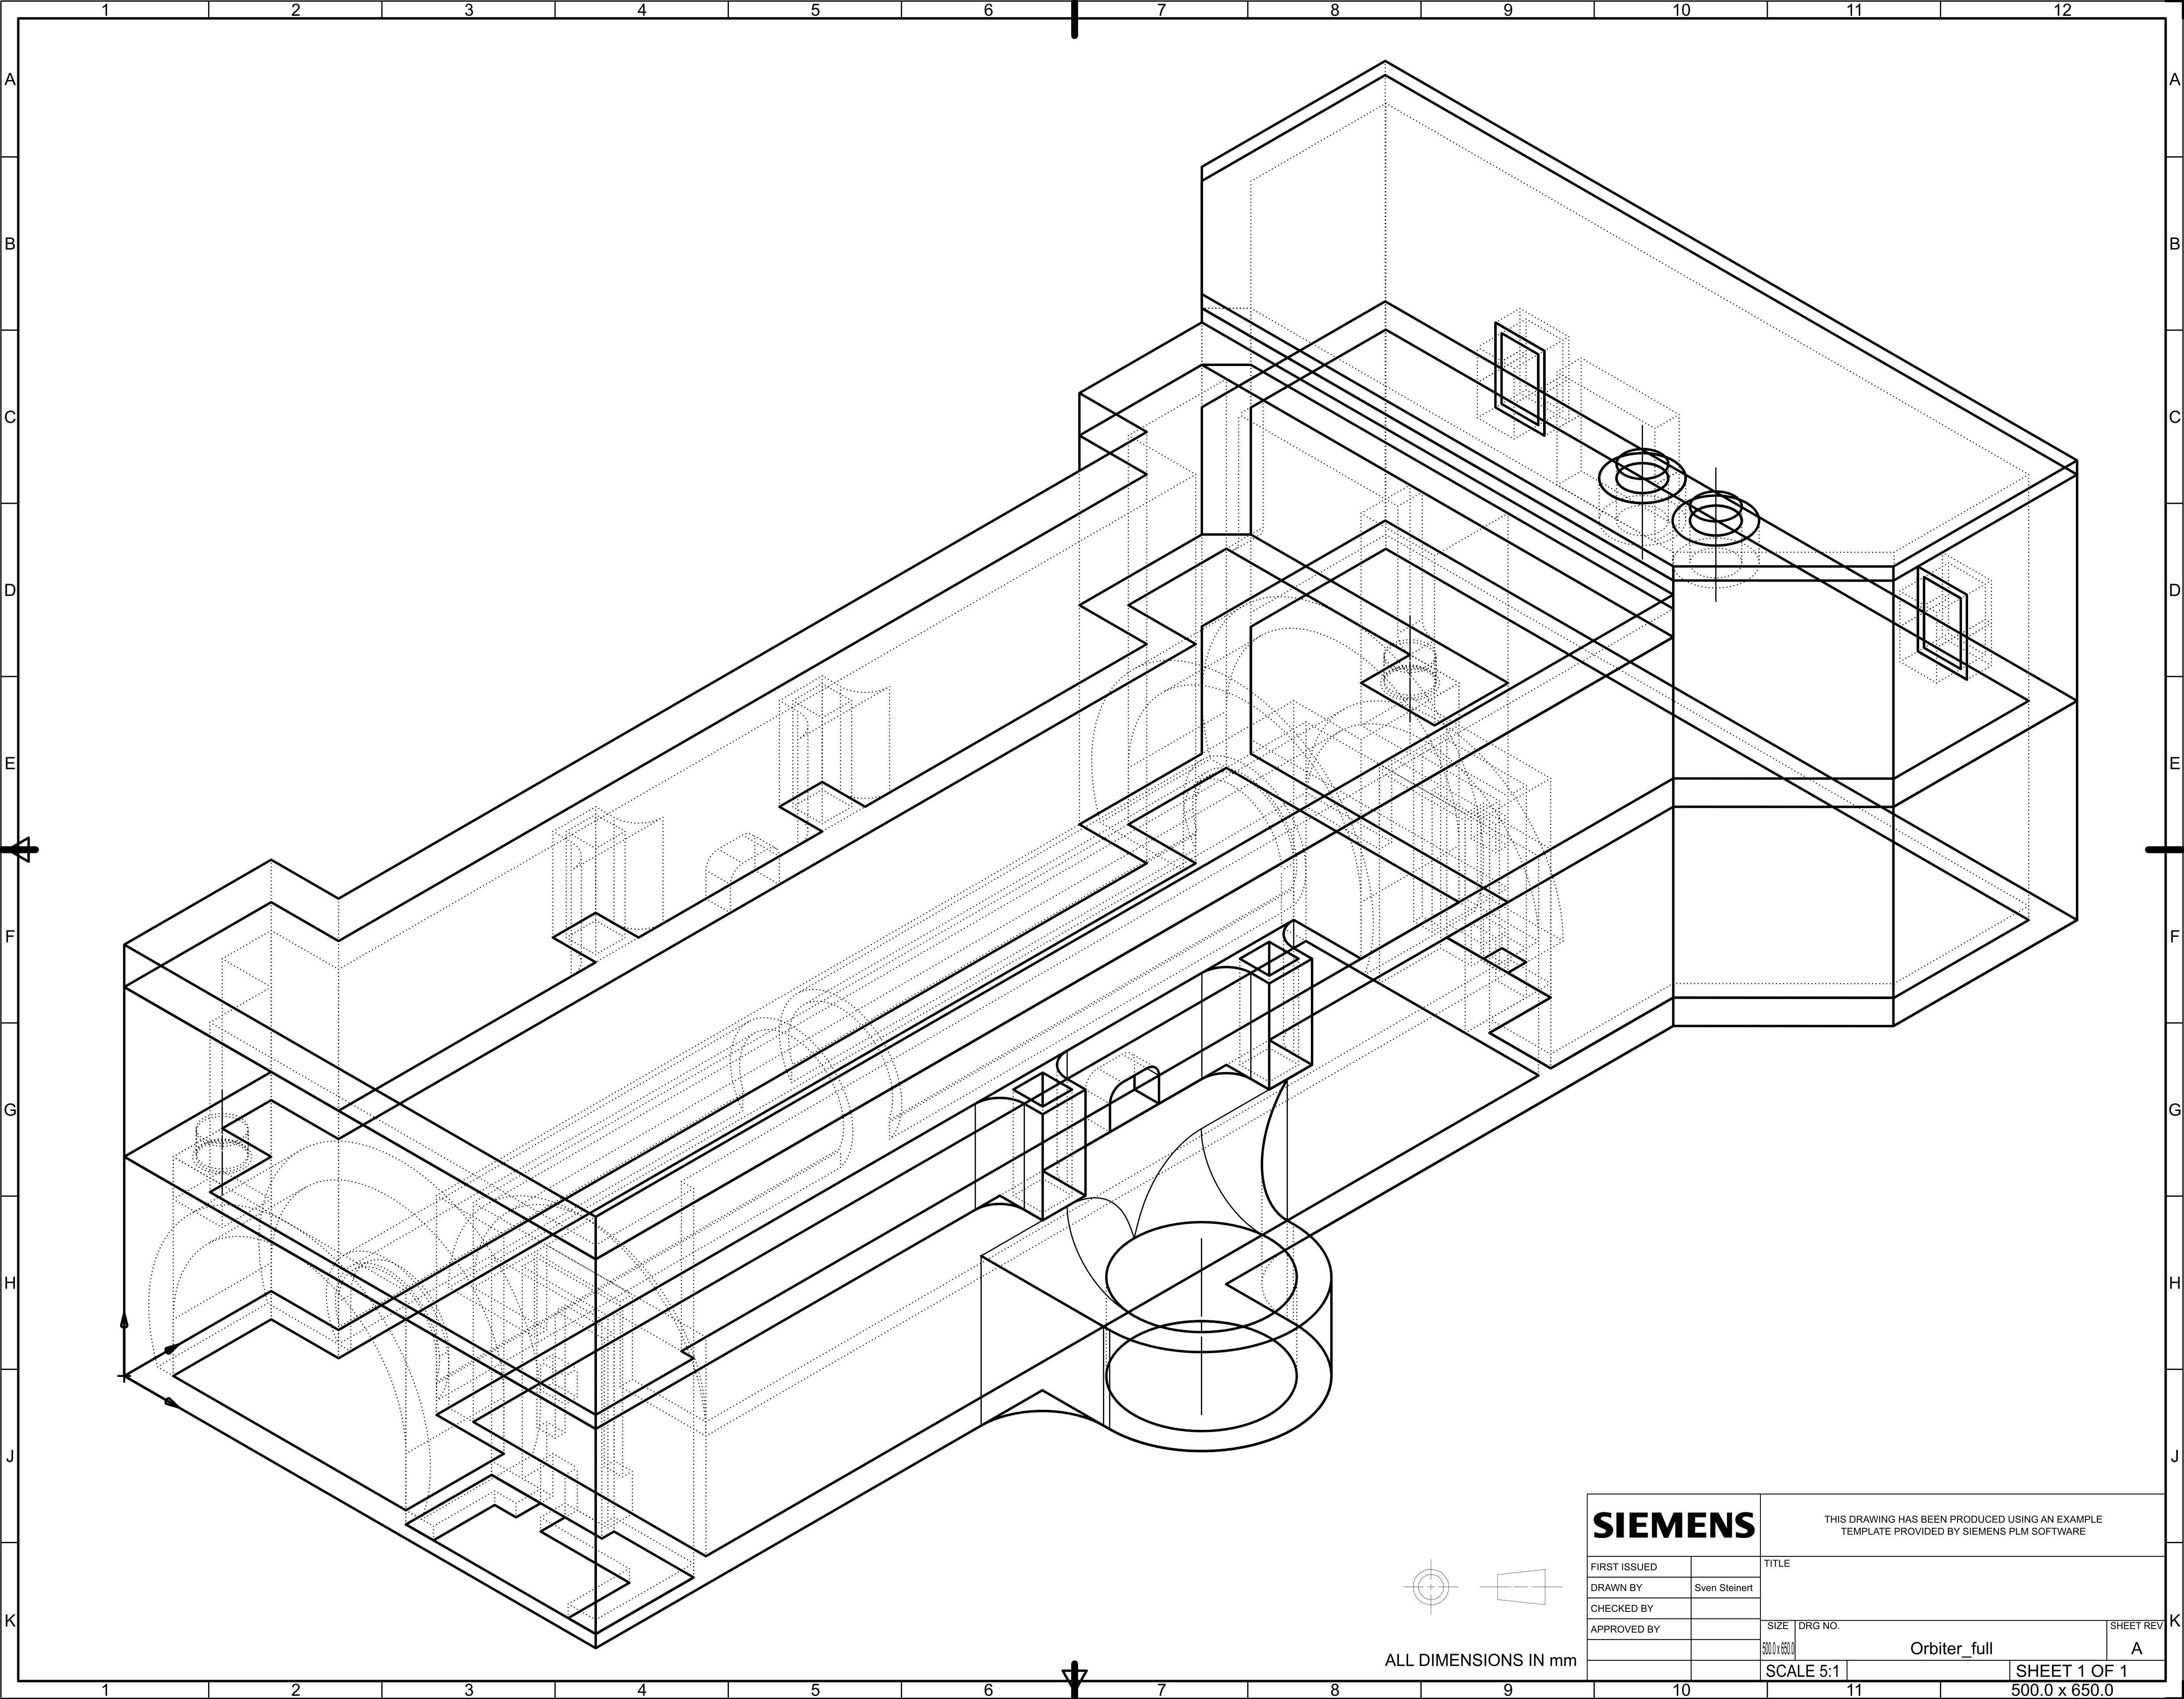 1 2 3 4 5 6 7 8 9 10 11 12
A A
B B
C C
D D
E E
F F
G G
H H
J J
K K
SIEMENS
THIS DRAWING HAS BEEN PRODUCED USING AN EXAMPLE
TEMPLATE PROVIDED BY SIEMENS PLM SOFTWARE
FIRST ISSUED
TITLE
DRAWN BY Sven Steinert
CHECKED BY
APPROVED BY
SIZE DRG NO. SHEET REV
500.0 x 650.0 Orbiter_full A
ALL DIMENSIONS IN mm
SCALE 5:1 SHEET 1 OF 1
1 2 3 4 5 6 7 8 9 10 11 500.0 x 650.0